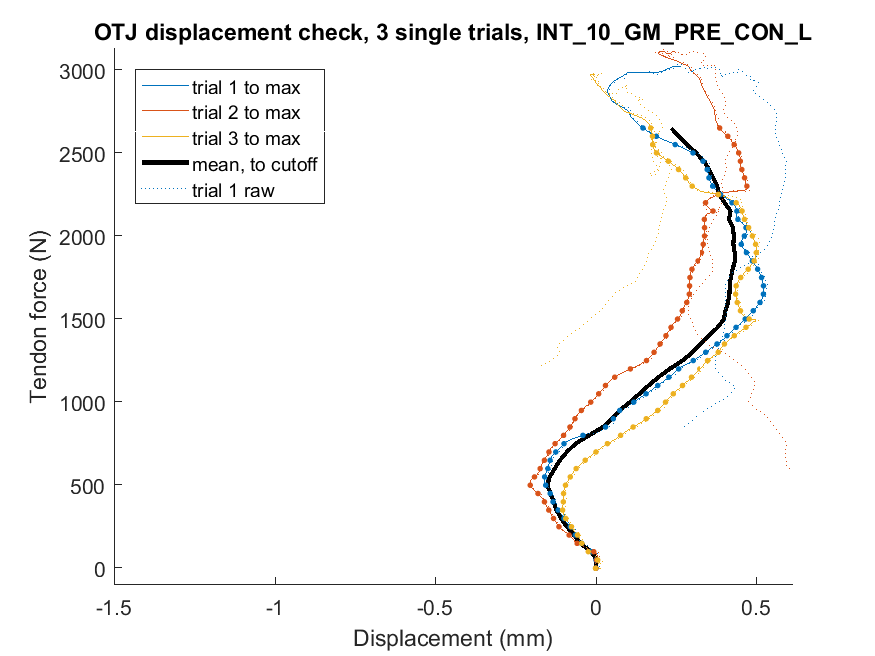 OTJ displacement check, 3 single trials, INT_10_GM_PRE_CON_L
3000
2500
2000
1500
1000
500
0
Tendon force (N)
trial 1 to max
trial 2 to max
trial 3 to max
mean, to cutoff
trial 1 raw
-1.5
-1
-0.5
0
0.5
Displacement (mm)